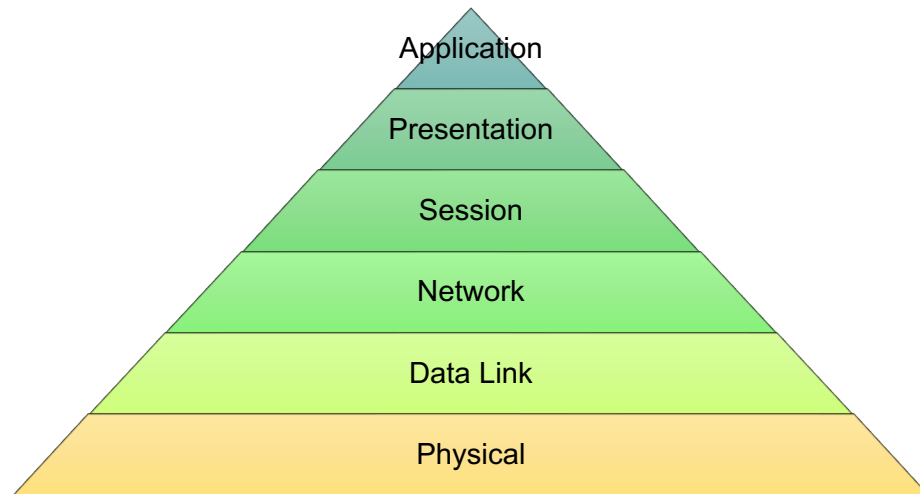 Application
Presentation
Session
Network
Data Link
Physical